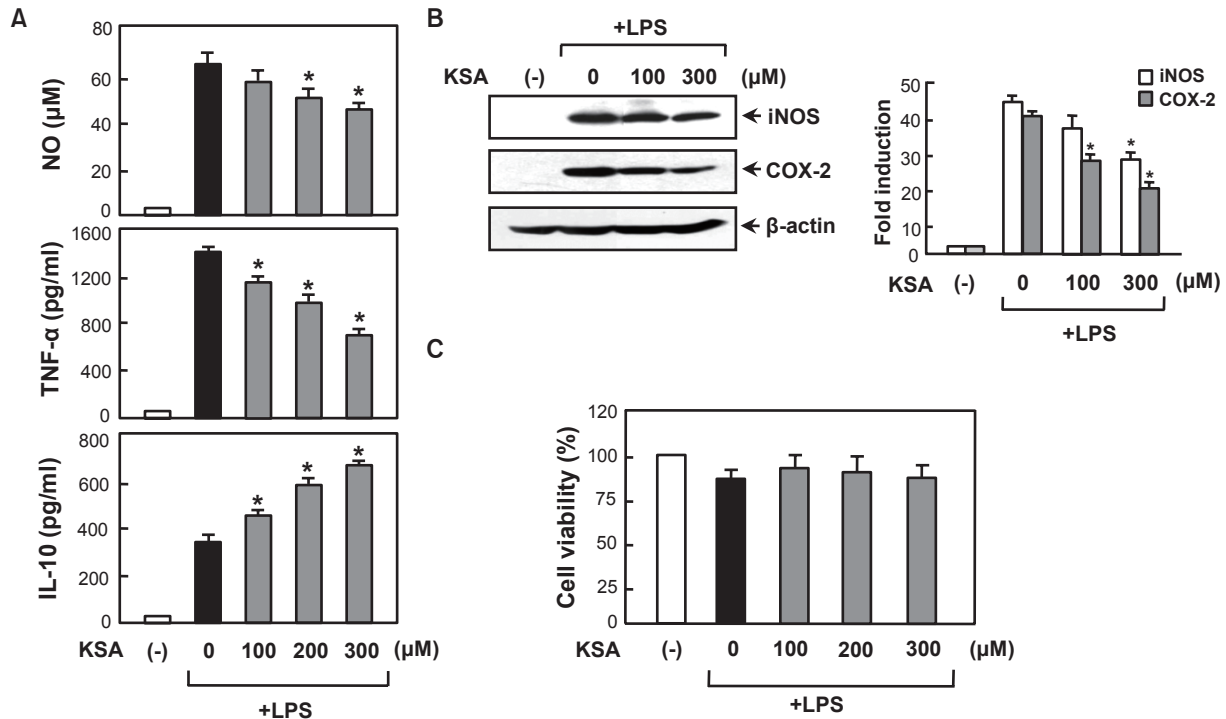 A
NO (µM)
80
60
40
20
0
TNF-α (pg/ml)
1600
1200
800
400
0
IL-10 (pg/ml)
800
600
400
200
0
* *
* * *
* * *
KSA (-) 0 100 200 300 (µM)
+LPS
B
+LPS
KSA (-) 0 100 300 (µM)
iNOS
COX-2
β-actin
iNOS
COX-2
Fold induction
50
40
30
20
10
0
* * *
KSA (-) 0 100 300 (µM)
+LPS
C
Cell viability (%)
120
100
75
50
25
0
KSA (-) 0 100 200 300 (µM)
+LPS